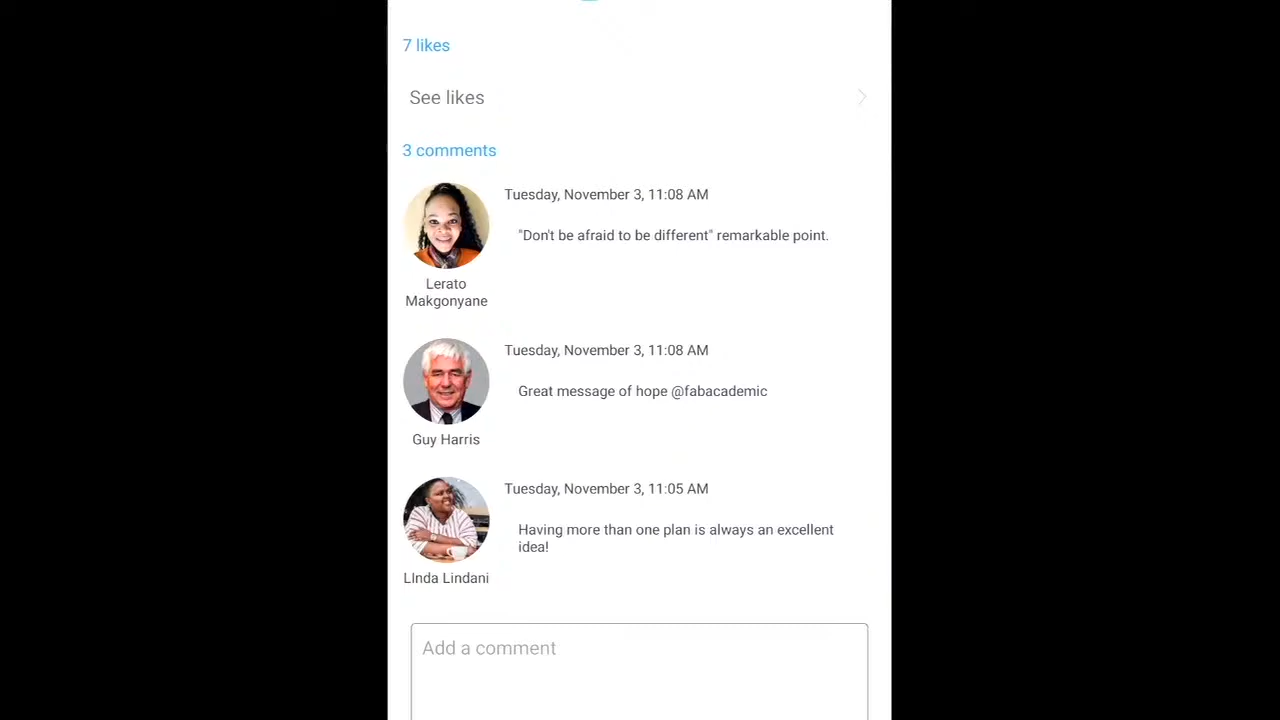 7 likes
See likes
3 comments
Tuesday, November 3, 11:08 AM
"Don't be afraid to be different" remarkable point.
Lerato
Makgonyane
Tuesday, November 3, 11:08 AM
Great message of hope @fabacademic
Guy Harris
Tuesday, November 3, 11:05 AM
Having more than one plan is always an excellent
idea!
LInda Lindani
Add a comment